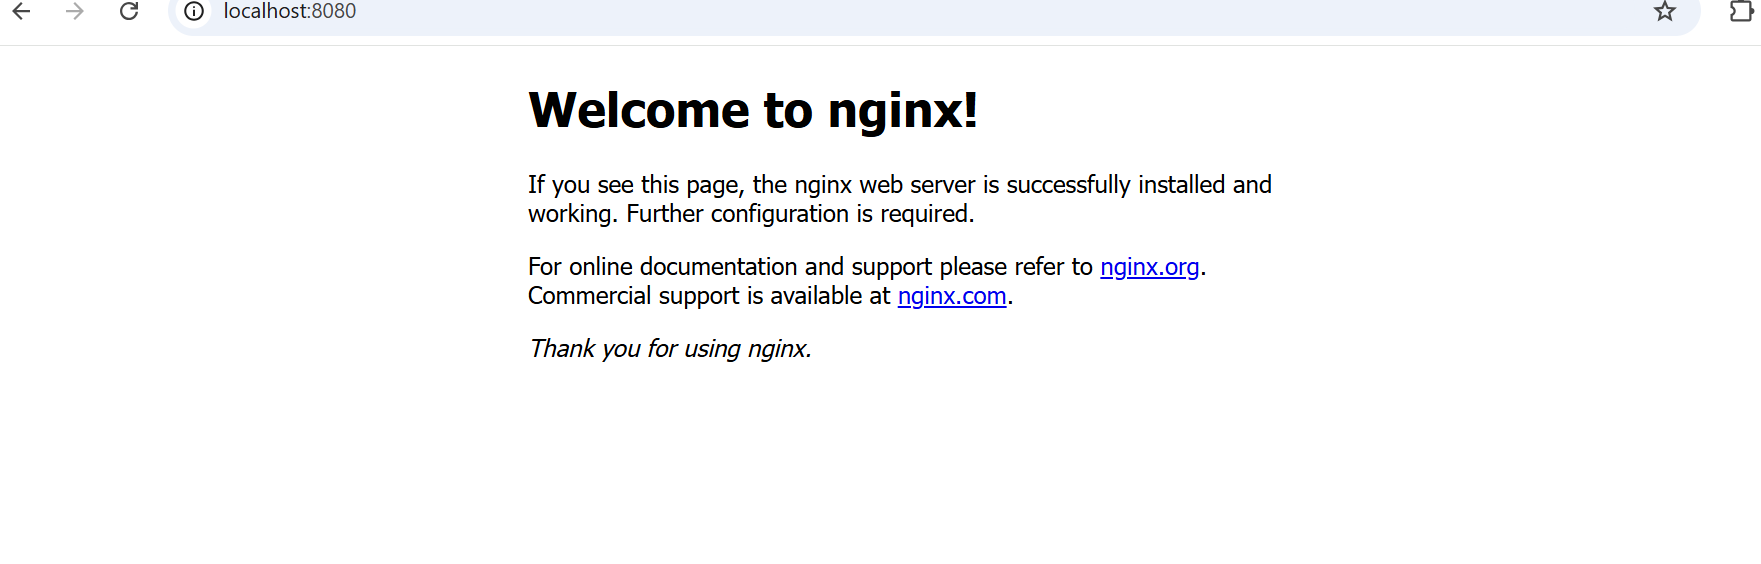 localhost:8080
Welcome to nginx!
If you see this page, the nginx web server is successfully installed and
working. Further configuration is required.
For online documentation and support please refer to nginx.org.
Commercial support is available at nginx.com.
Thank you for using nginx.